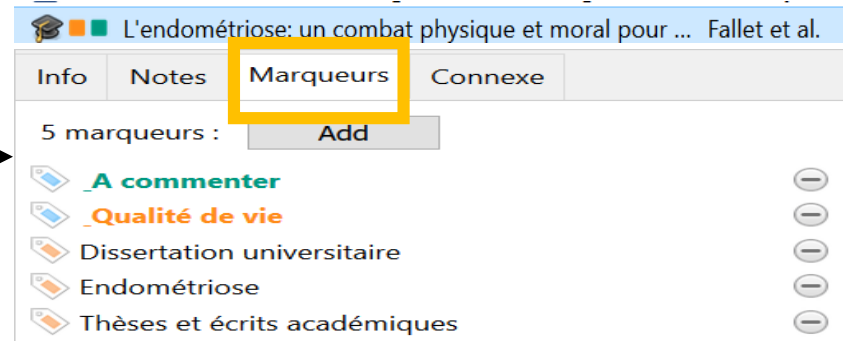 L'endométriose: un combat physique et moral pour ... Fallet et al.
Info Notes Marqueurs Connexe
5 marqueurs : Add
_A commenter
_Qualité de vie
Dissertation universitaire
Endométriose
Thèses et écrits académiques